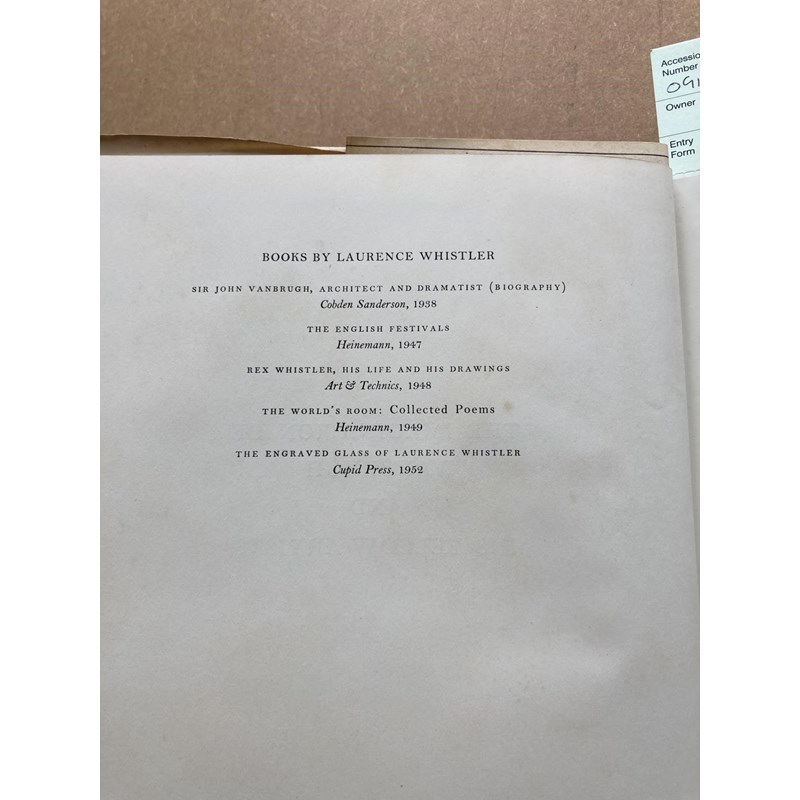 Accession
Number
091
Owner
Entry
Form
BOOKS BY LAURENCE WHISTLER
SIR JOHN VANBRUGH, ARCHITECT AND DRAMATIST (BIOGRAPHY)
Cobden Sanderson, 1938
THE ENGLISH FESTIVALS
Heinemann, 1947
REX WHISTLER, HIS LIFE AND HIS DRAWINGS
Art & Technics, 1948
THE WORLD'S ROOM: Collected Poems
Heinemann, 1949
THE ENGRAVED GLASS OF LAURENCE WHISTLER
Cupid Press, 1952